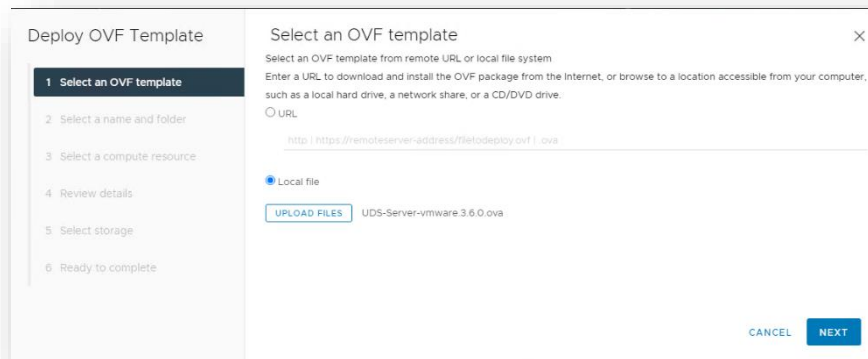 Deploy OVF Template
1 Select an OVF template
2 Select a name and folder
3 Select a compute resource
4 Review details
5 Select storage
6 Ready to complete
Select an OVF template
Select an OVF template from remote URL or local file system
Enter a URL to download and install the OVF package from the Internet, or browse to a location accessible from your computer,
such as a local hard drive, a network share, or a CD/DVD drive.
URL
http | https://remoteserver-address/filetodeploy.ovf | .ova
Local file
UPLOAD FILES UDS-Server-vmware.3.6.0.ova
CANCEL NEXT